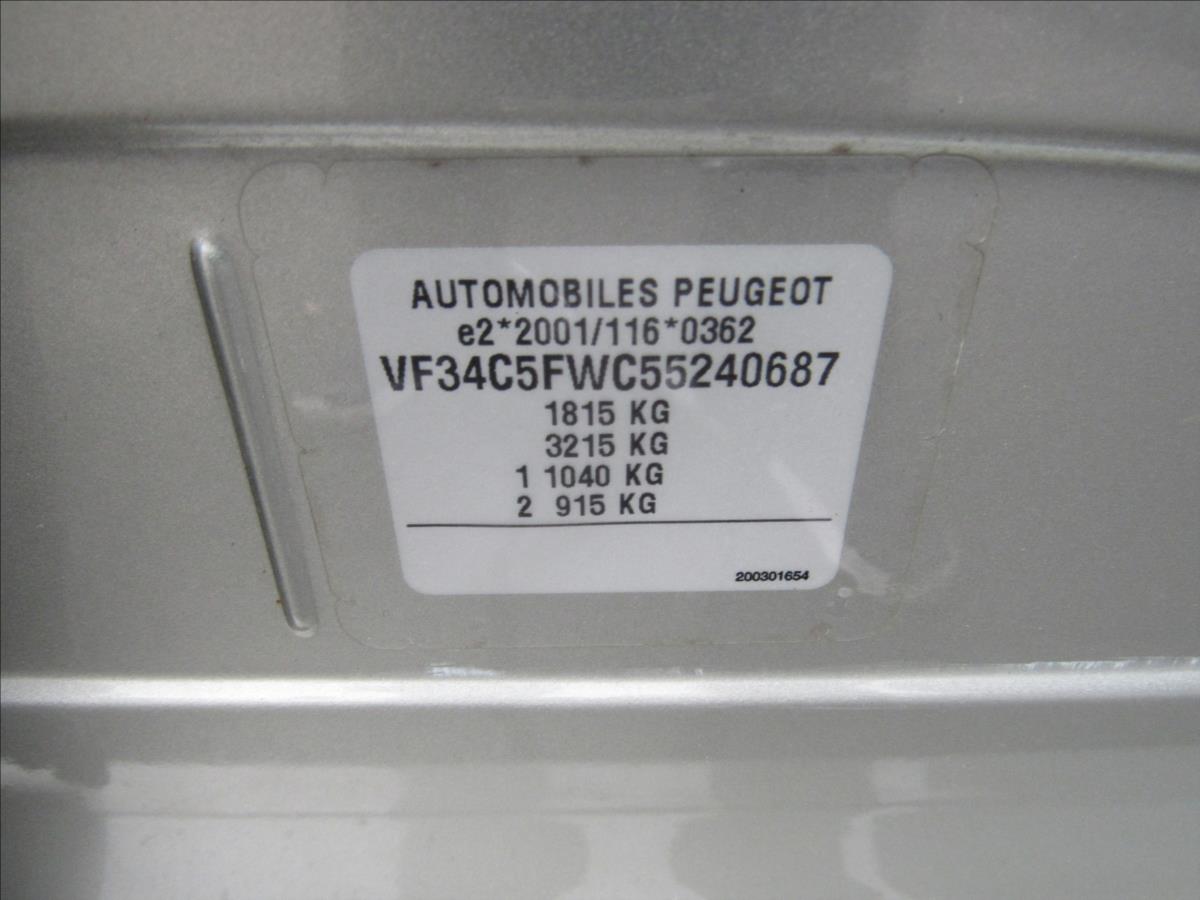 AUTOMOBILES PEUGEOT
e2*2001/116*0362
VF34C5FWC55240687
1815 KG
3215 KG
1 1040 KG
2 915 KG
200301654